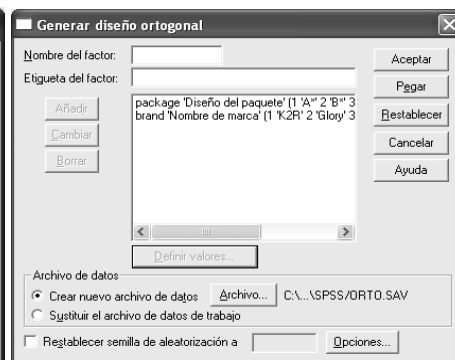 Generar diseño ortogonal
Nombre del factor:
Etiqueta del factor:
Aceptar
Pegar
Restablecer
Cancelar
Ayuda
Añadir
Cambiar
Borrar
package 'Diseño del paquete' (1 'A*' 2 'B*' 3
brand 'Nombre de marca' (1 'K2R' 2 'Glory' 3
Definir valores...
Archivo de datos
Crear nuevo archivo de datos Archivo... C:\...\SPSS/ORTO.SAV
Sustituir el archivo de datos de trabajo
Restablecer semilla de aleatorización a Opciones...